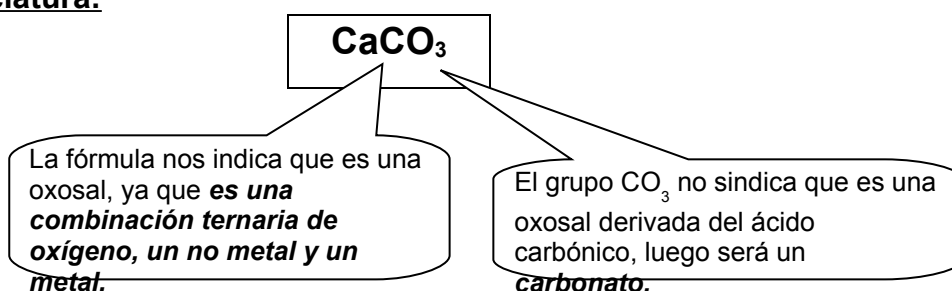 CaCO₃
La fórmula nos indica que es una
oxosal, ya que es una
combinación ternaria de
oxígeno, un no metal y un
metal.
El grupo CO₃ no sindica que es una
oxosal derivada del ácido
carbónico, luego será un
carbonato.